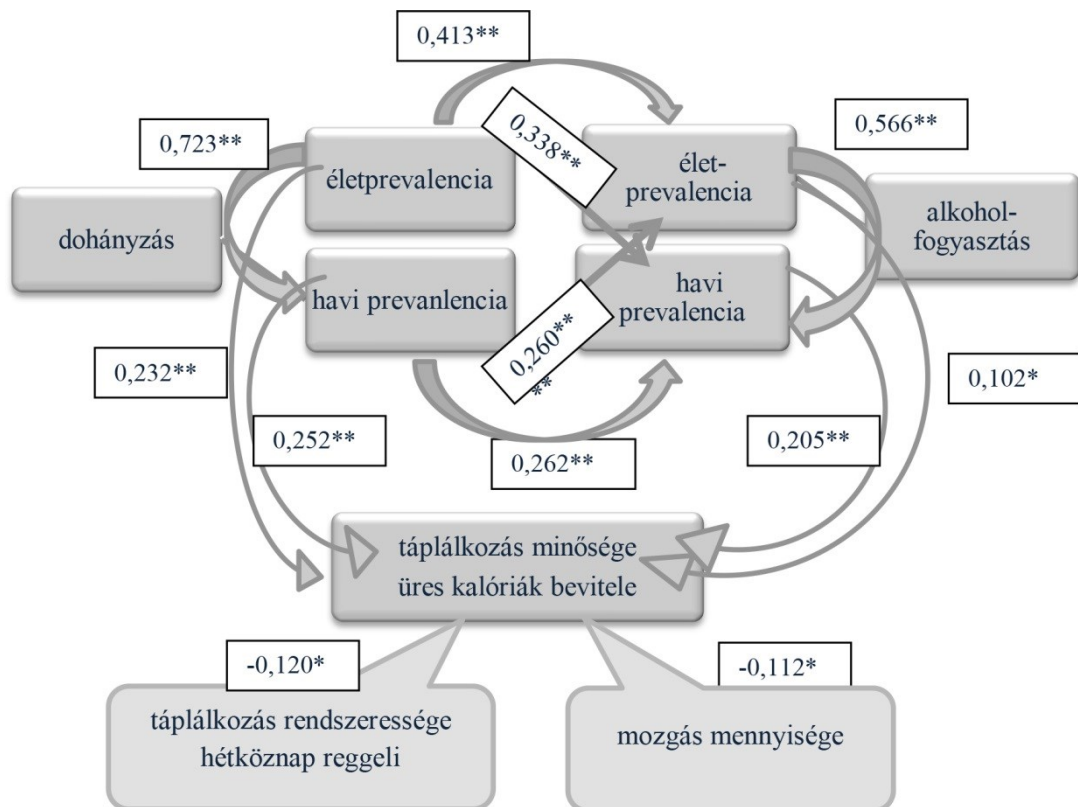 0,413**
0,723**
0,338**
0,566**
életprevalencia
élet-
prevalencia
dohányzás
alkohol-
fogyasztás
havi prevanlencia
havi
prevalencia
0,260**
**
0,232**
0,102*
0,252**
0,262**
0,205**
táplálkozás minősége
üres kalóriák bevitele
-0,120*
-0,112*
táplálkozás rendszeressége
hétköznap reggeli
mozgás mennyisége